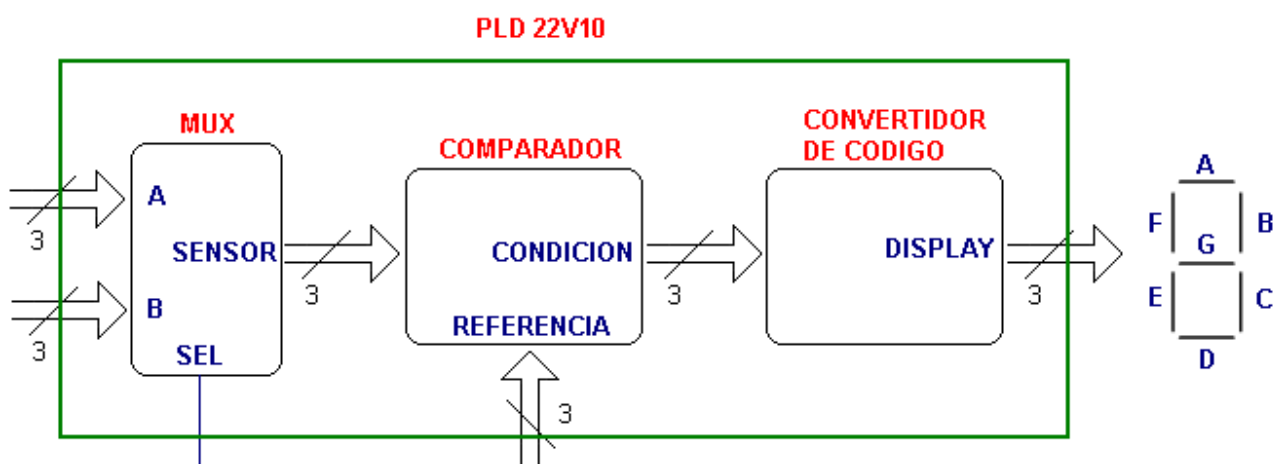 PLD 22V10
MUX
COMPARADOR
CONVERTIDOR
DE CODIGO
A
SENSOR
B
SEL
3
3
3
CONDICION
REFERENCIA
3
3
DISPLAY
3
A
F
B
G
E
C
D